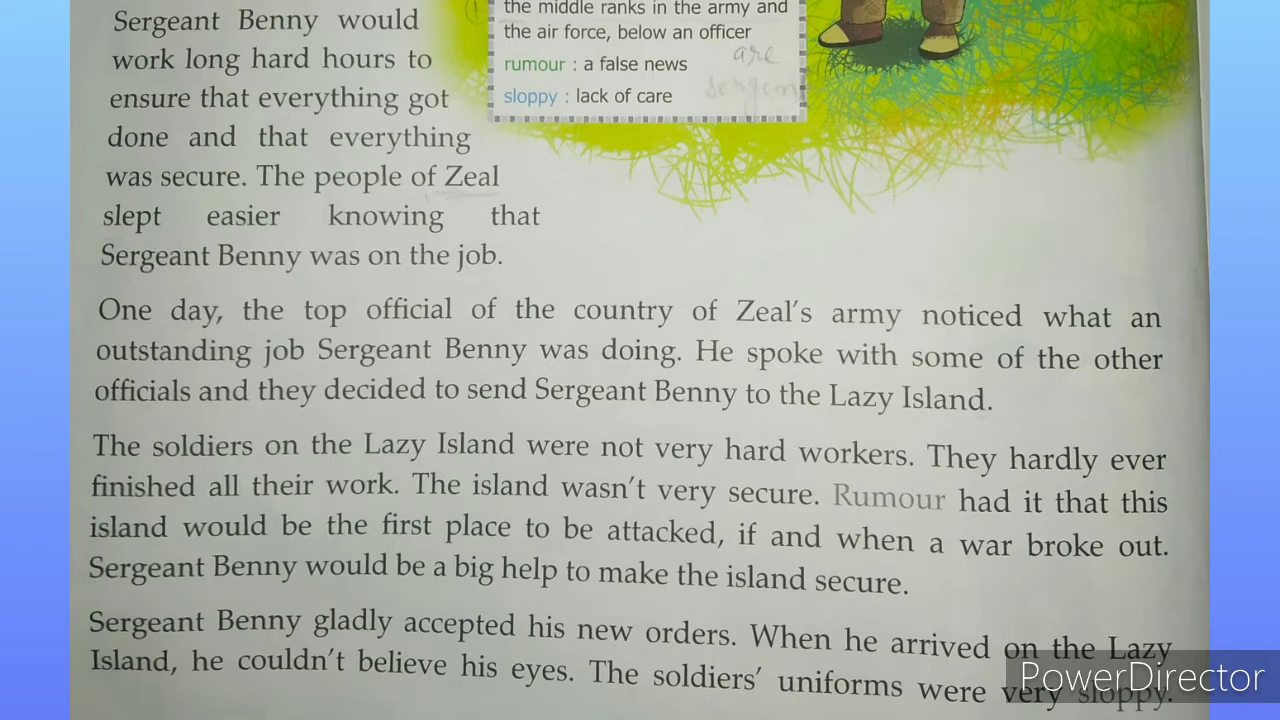 Sergeant Benny would
work long hard hours to
ensure that everything got
done and that everything
was secure. The people of Zeal
slept easier knowing that
Sergeant Benny was on the job.
the middle ranks in the army and
the air force, below an officer
rumour : a false news
sloppy : lack of care
are
One day, the top official of the country of Zeal's army noticed what an
outstanding job Sergeant Benny was doing. He spoke with some of the other
officials and they decided to send Sergeant Benny to the Lazy Island.
The soldiers on the Lazy Island were not very hard workers. They hardly ever
finished all their work. The island wasn't very secure. Rumour had it that this
island would be the first place to be attacked, if and when a war broke out.
Sergeant Benny would be a big help to make the island secure.
Sergeant Benny gladly accepted his new orders. When he arrived on the Lazy
Island, he couldn't believe his eyes. The soldiers' uniforms were very sloppy.
PowerDirector